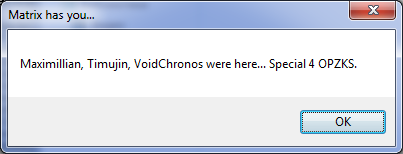 Matrix has you...
Maximillian, Timujin, VoidChronos were here... Special 4 OPZKS.
OK